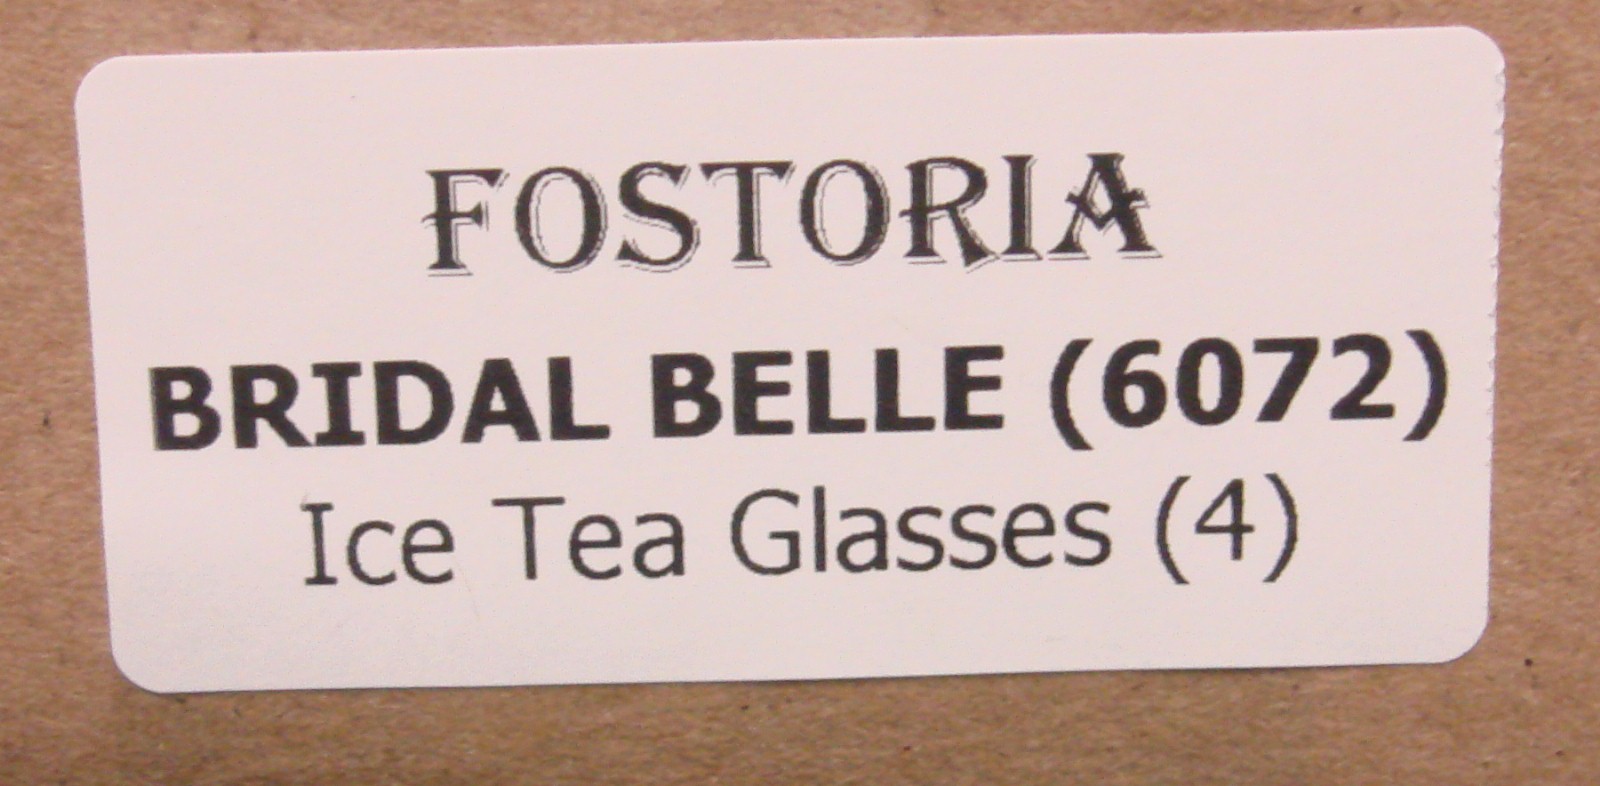 FOSTORIA
BRIDAL BELLE (6072)
Ice Tea Glasses (4)